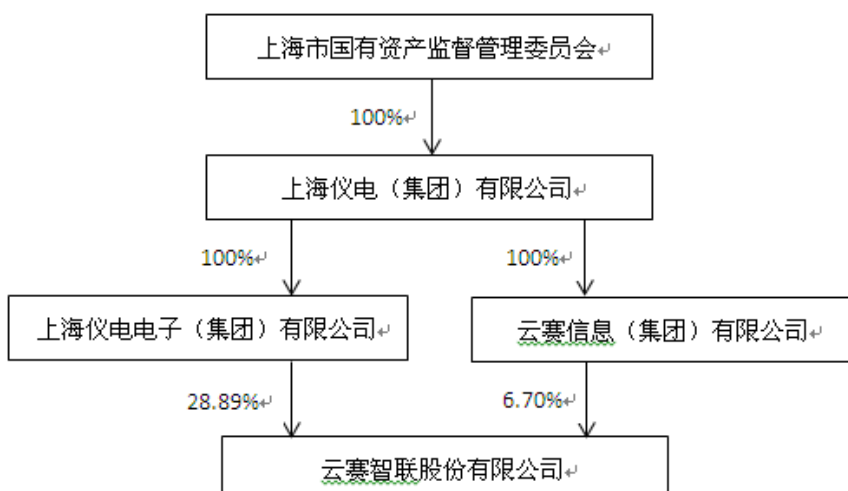 上海市国有资产监督管理委员会↵
100%↵
上海仪电（集团）有限公司↵
100%↵
100%↵
上海仪电电子（集团）有限公司↵
云赛信息（集团）有限公司↵
28.89%↵
6.70%↵
云赛智联股份有限公司↵